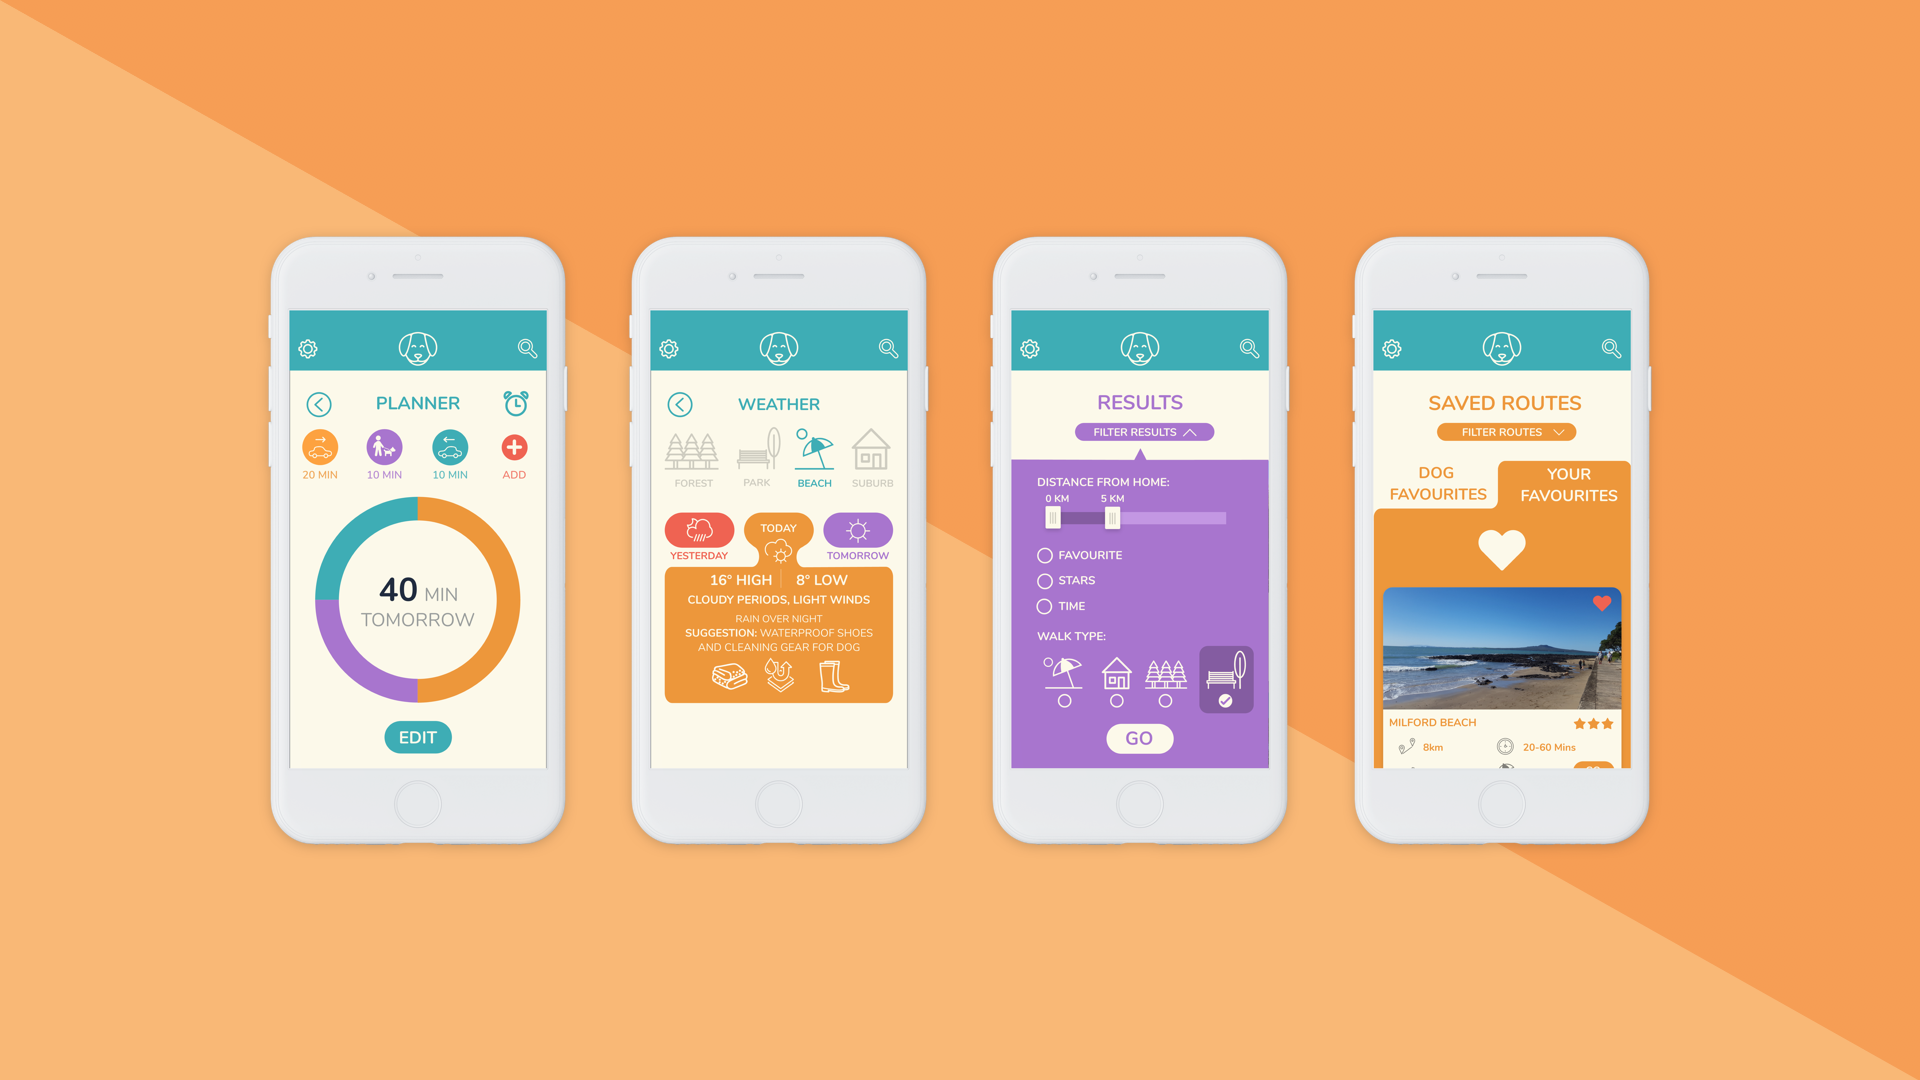 PLANNER
20 MIN
10 MIN
10 MIN
ADD
40 MIN
TOMORROW
EDIT
WEATHER
FOREST
PARK
BEACH
SUBURB
TODAY
YESTERDAY
TOMORROW
16° HIGH
8° LOW
CLOUDY PERIODS, LIGHT WINDS
RAIN OVER NIGHT
SUGGESTION: WATERPROOF SHOES
AND CLEANING GEAR FOR DOG
RESULTS
FILTER RESULTS
DISTANCE FROM HOME:
0 KM
5 KM
FAVOURITE
STARS
TIME
WALK TYPE:
GO
SAVED ROUTES
FILTER ROUTES
DOG
FAVOURITES
YOUR
FAVOURITES
MILFORD BEACH
8km
20-60 Mins